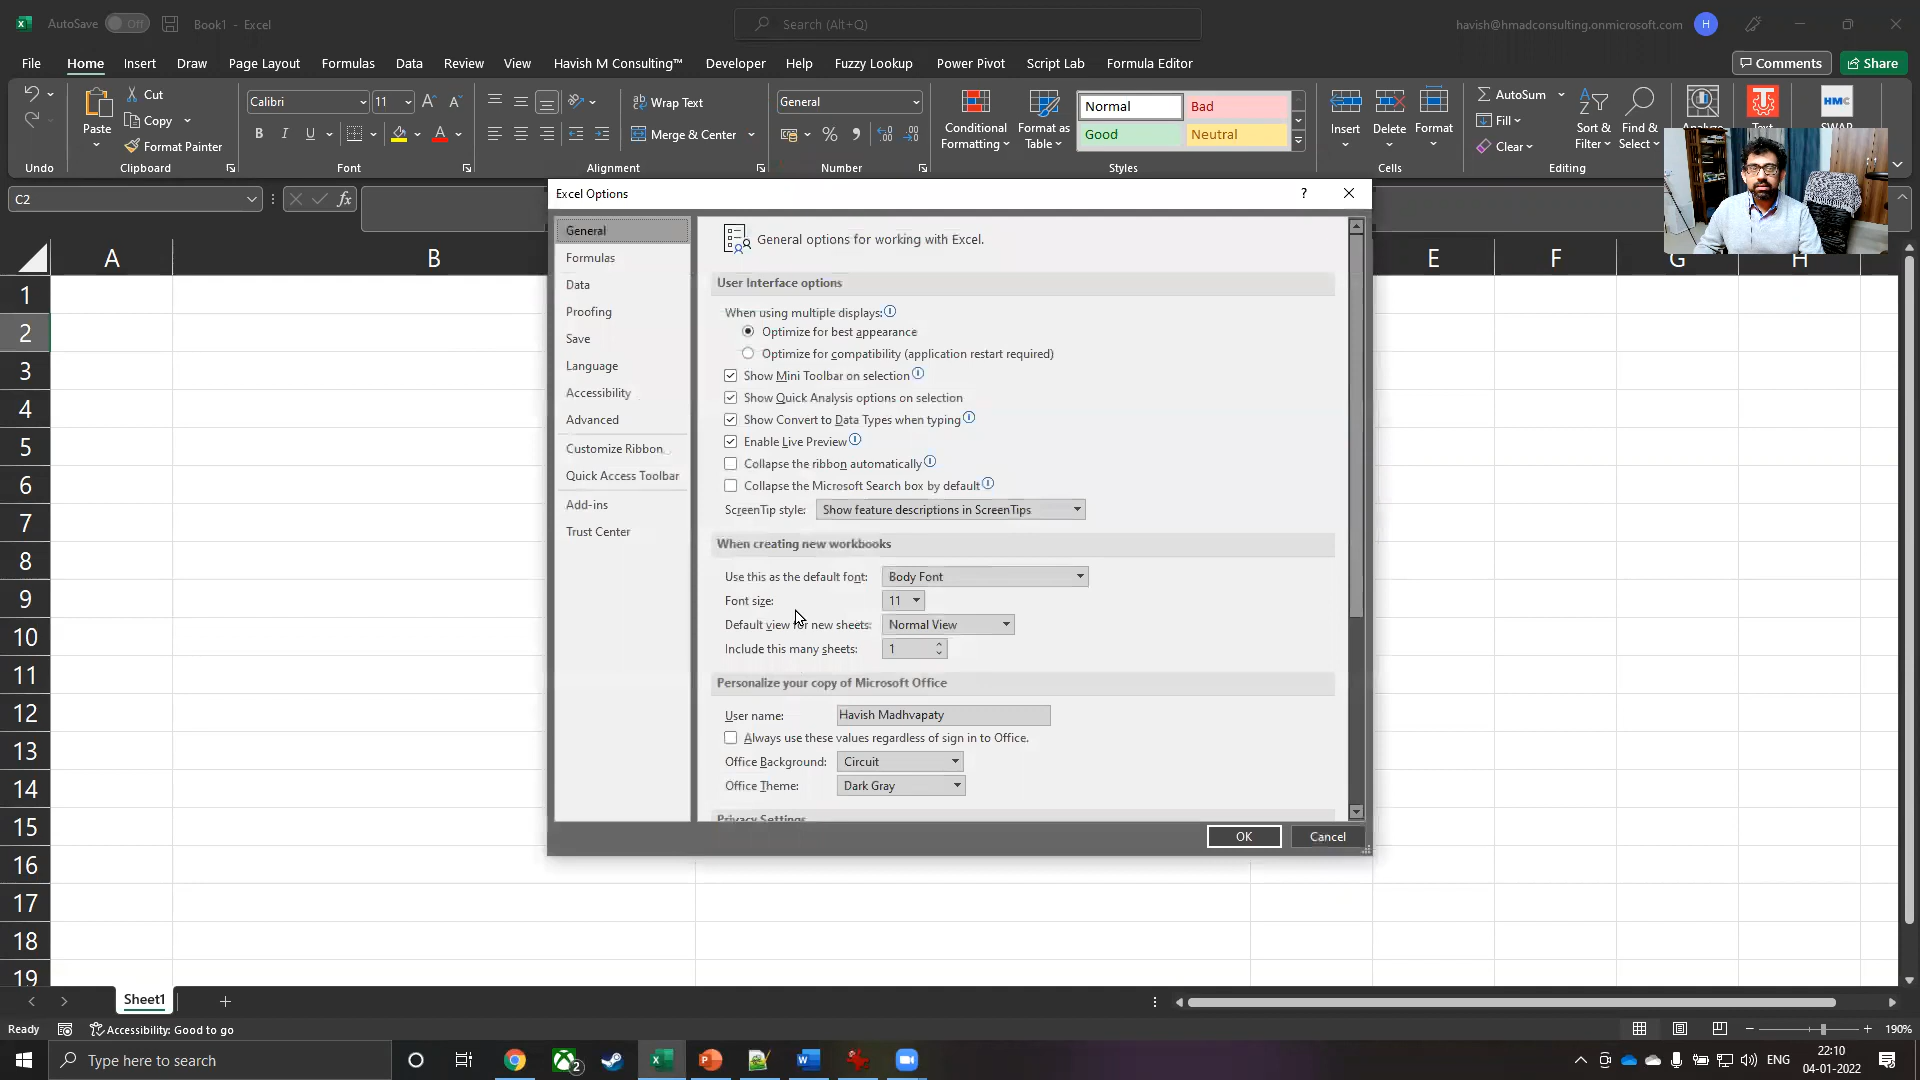 AutoSave Off Book1 - Excel Search (Alt+Q) havish@hmadconsulting.onmicrosoft.com H
File Home Insert Draw Page Layout Formulas Data Review View Havish M Consulting™ Developer Help Fuzzy Lookup Power Pivot Script Lab Formula Editor Comments Share
Cut Calibri 11 Wrap Text General Normal Bad AutoSum HMC
Paste Copy Merge & Center Conditional Formatting Format as Table Good Neutral Insert Delete Format Fill Sort & Filter Find & Select
Format Painter B I U A % Clear
Undo Clipboard Font Alignment Number Styles Cells Editing
C2 fx
Excel Options ?
A B E F G H
1
2
3
4
5
6
7
8
9
10
11
12
13
14
15
16
17
18
19
General
Formulas
Data
Proofing
Save
Language
Accessibility
Advanced
Customize Ribbon
Quick Access Toolbar
Add-ins
Trust Center
General options for working with Excel.
User Interface options
When using multiple displays:
Optimize for best appearance
Optimize for compatibility (application restart required)
Show Mini Toolbar on selection
Show Quick Analysis options on selection
Show Convert to Data Types when typing
Enable Live Preview
Collapse the ribbon automatically
Collapse the Microsoft Search box by default
ScreenTip style: Show feature descriptions in ScreenTips
When creating new workbooks
Use this as the default font: Body Font
Font size: 11
Default view for new sheets: Normal View
Include this many sheets: 1
Personalize your copy of Microsoft Office
User name: Havish Madhvapaty
Always use these values regardless of sign in to Office.
Office Background: Circuit
Office Theme: Dark Gray
Privacy Settings
OK Cancel
Sheet1
Ready Accessibility: Good to go 190%
Type here to search 2 ENG 22:10
04-01-2022